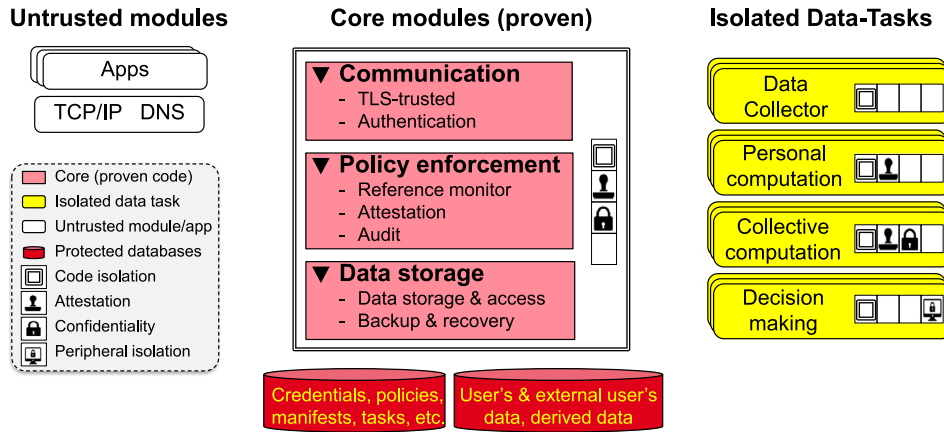 Untrusted modules
Core modules (proven)
Isolated Data-Tasks
Apps
TCP/IP DNS
Core (proven code)
Isolated data task
Untrusted module/app
Protected databases
Code isolation
Attestation
Confidentiality
Peripheral isolation
▼ Communication
- TLS-trusted
- Authentication
▼ Policy enforcement
- Reference monitor
- Attestation
- Audit
▼ Data storage
- Data storage & access
- Backup & recovery
Credentials, policies,
manifests, tasks, etc.
User's & external user's
data, derived data
Data
Collector
Personal
computation
Collective
computation
Decision
making